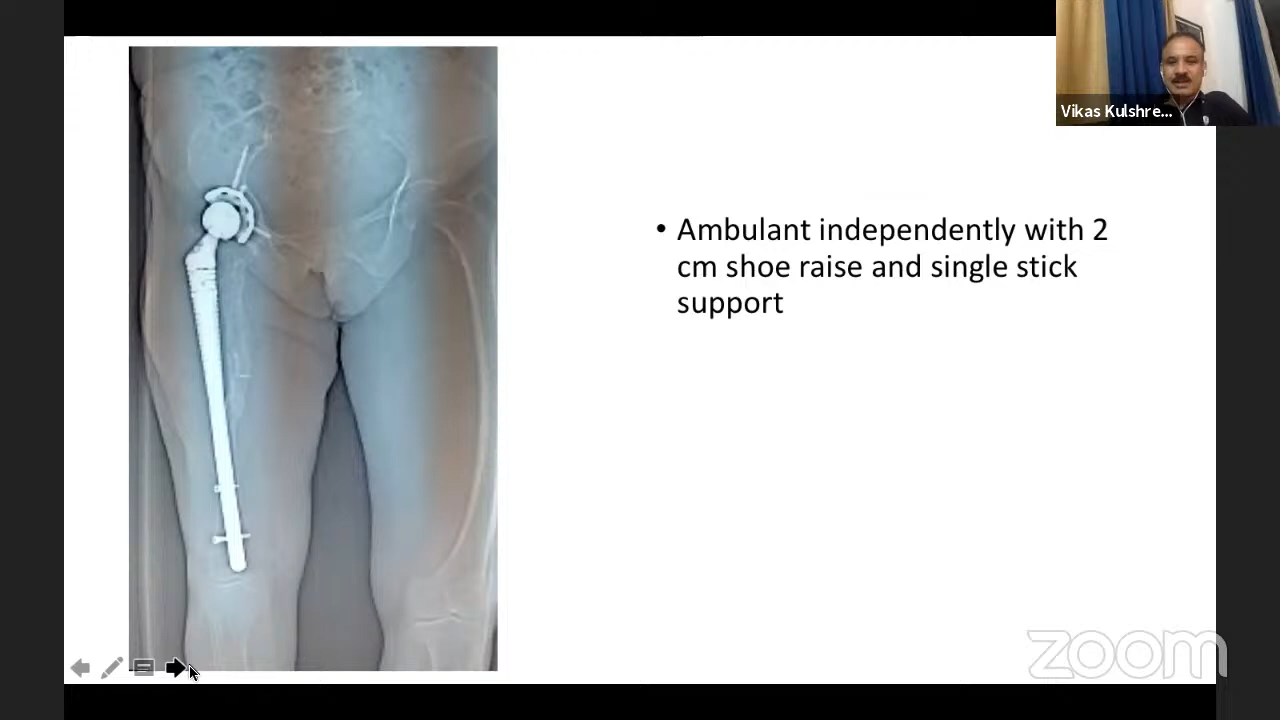 Vikas Kulshre...
• Ambulant independently with 2
cm shoe raise and single stick
support
zoom